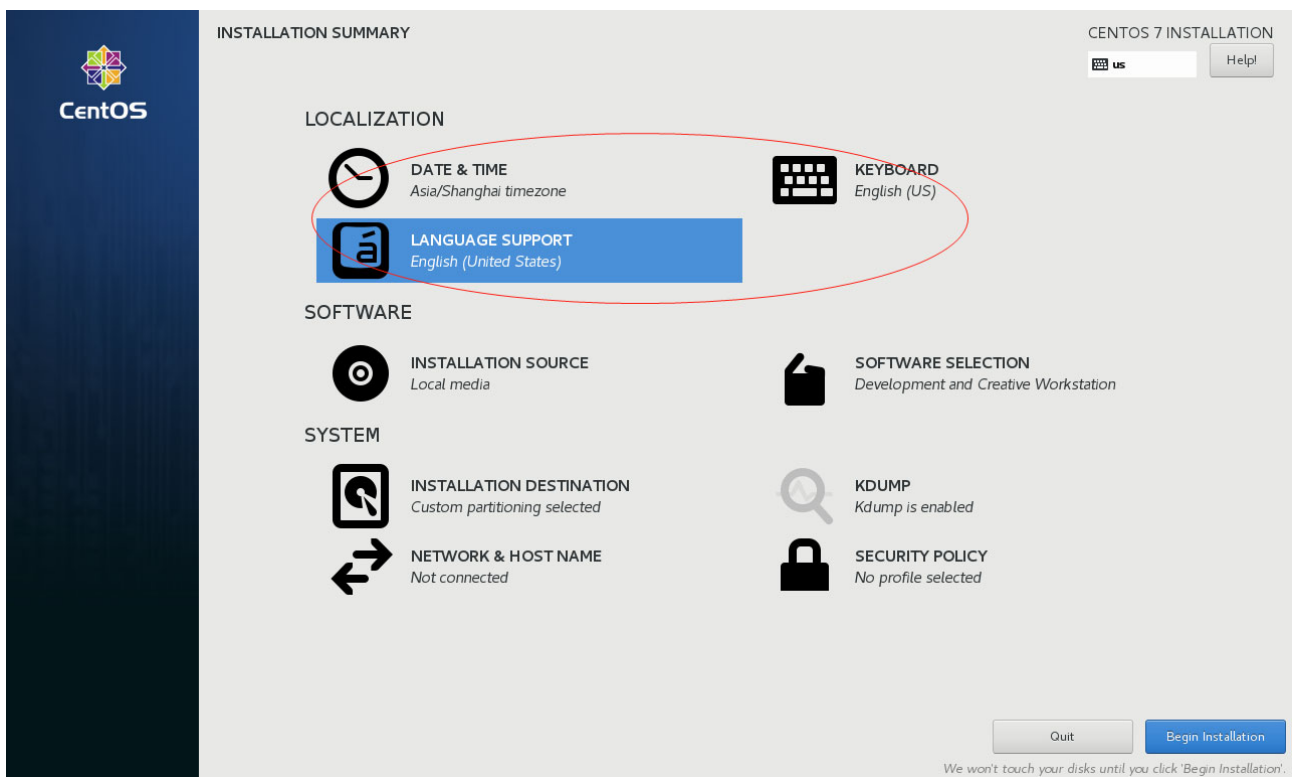 INSTALLATION SUMMARY
CENTOS 7 INSTALLATION
us
Help!
CentOS
LOCALIZATION
DATE & TIME
Asia/Shanghai timezone
KEYBOARD
English (US)
á
LANGUAGE SUPPORT
English (United States)
SOFTWARE
INSTALLATION SOURCE
Local media
SOFTWARE SELECTION
Development and Creative Workstation
SYSTEM
INSTALLATION DESTINATION
Custom partitioning selected
KDUMP
Kdump is enabled
NETWORK & HOST NAME
Not connected
SECURITY POLICY
No profile selected
Quit
Begin Installation
We won't touch your disks until you click 'Begin Installation'.